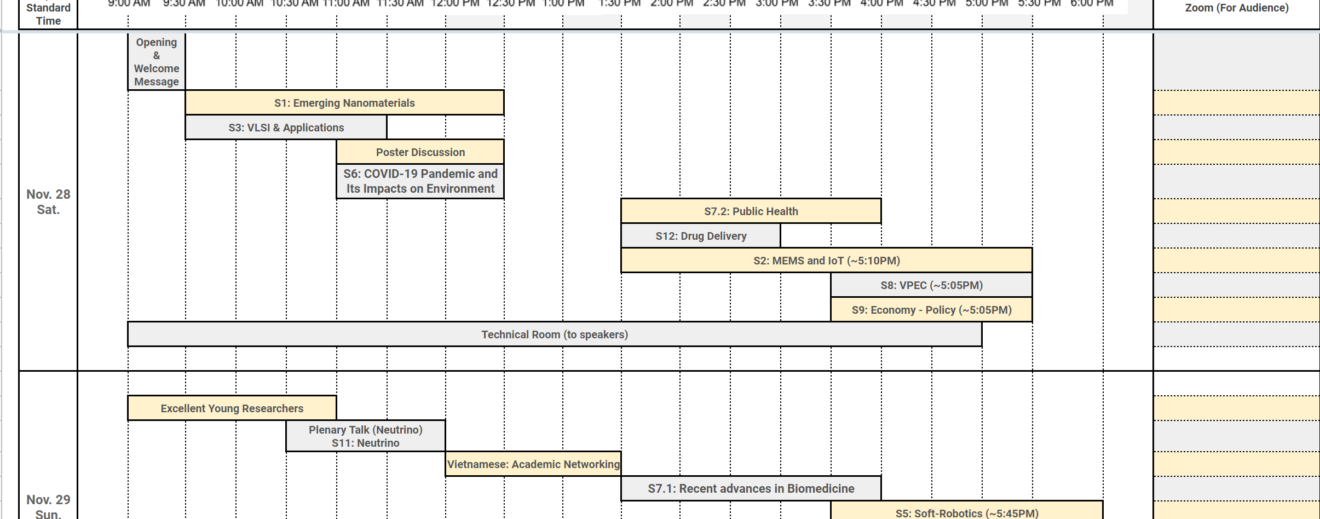 9:00 AM 9:30 AM 10:00 AM 10:30 AM 11:00 AM 11:30 AM 12:00 PM 12:30 PM 1:00 PM 1:30 PM 2:00 PM 2:30 PM 3:00 PM 3:30 PM 4:00 PM 4:30 PM 5:00 PM 5:30 PM 6:00 PM
Standard
Time
Zoom (For Audience)
Opening
&
Welcome
Message
S1: Emerging Nanomaterials
S3: VLSI & Applications
Poster Discussion
S6: COVID-19 Pandemic and
Its Impacts on Environment
Nov. 28
Sat.
S7.2: Public Health
S12: Drug Delivery
S2: MEMS and IoT (~5:10PM)
S8: VPEC (~5:05PM)
S9: Economy - Policy (~5:05PM)
Technical Room (to speakers)
Excellent Young Researchers
Plenary Talk (Neutrino)
S11: Neutrino
Vietnamese: Academic Networking
S7.1: Recent advances in Biomedicine
Nov. 29
Sun.
S5: Soft-Robotics (~5:45PM)